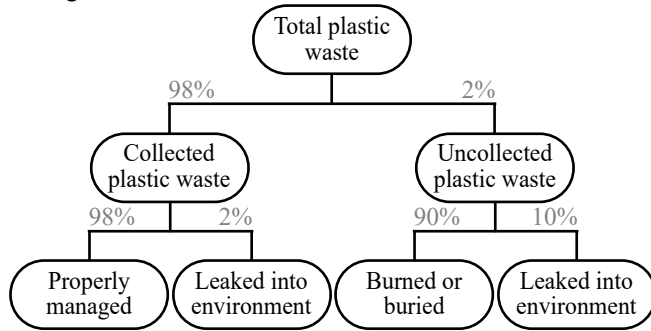 Total plastic
waste
98%
2%
Collected
plastic waste
Uncollected
plastic waste
98%
2%
90%
10%
Properly
managed
Leaked into
environment
Burned or
buried
Leaked into
environment